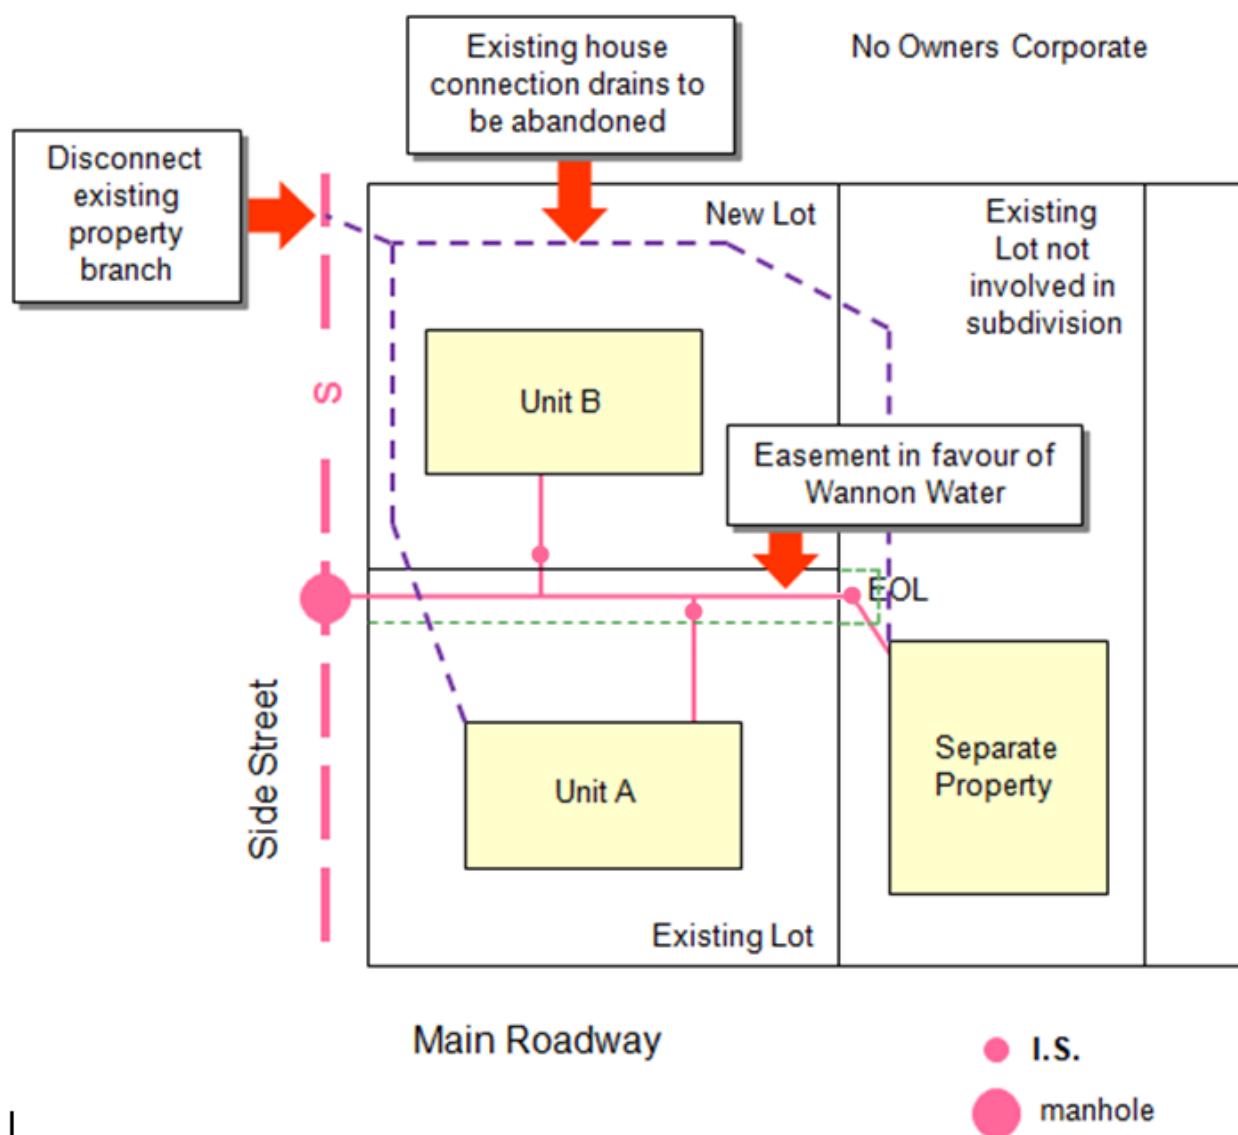 Existing house
connection drains to
be abandoned
No Owners Corporate
Disconnect
existing
property
branch
New Lot
Existing
Lot not
involved in
subdivision
S
Unit B
Easement in favour of
Wannon Water
EOL
Side Street
Unit A
Separate
Property
Existing Lot
Main Roadway
I.S.
manhole